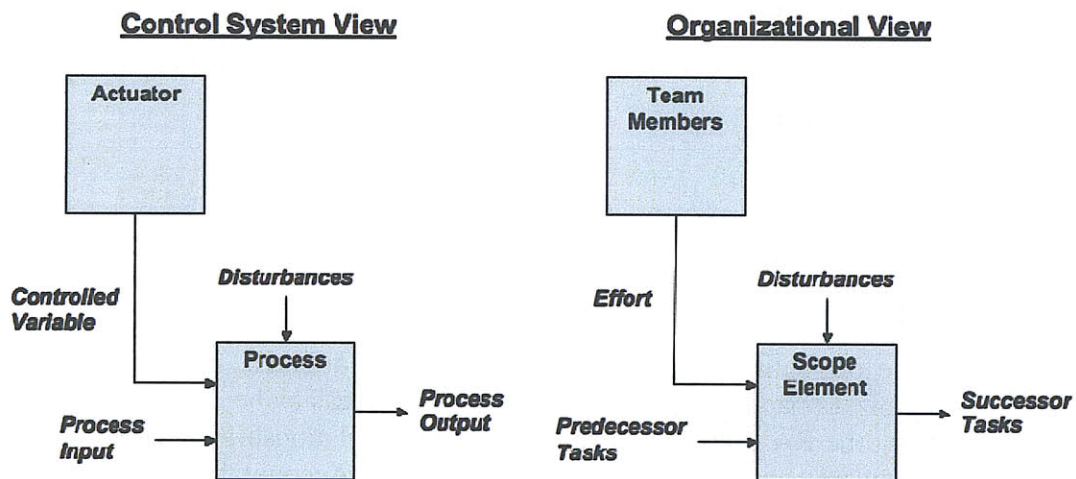 Control System View
Actuator
Controlled
Variable
Disturbances
Process
Process
Input
Process
Output
Organizational View
Team
Members
Effort
Disturbances
Scope
Element
Predecessor
Tasks
Successor
Tasks